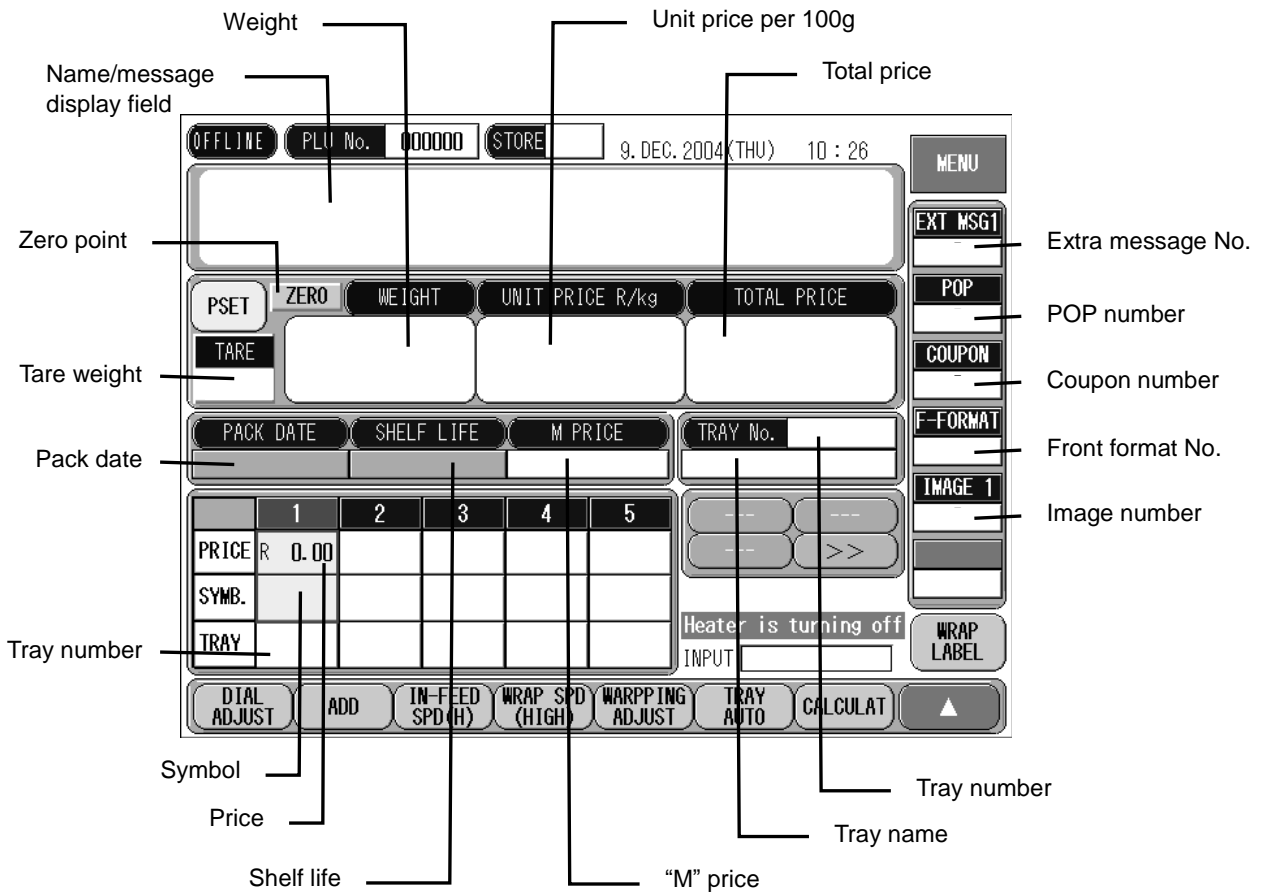 Weight
Unit price per 100g
Name/message
display field
Total price
OFFLINE PLU No. 000000 STORE 9.DEC.2004(THU) 10:26
MENU
Zero point
EXT MSG1
Extra message No.
PSET ZERO WEIGHT UNIT PRICE R/kg TOTAL PRICE
POP
POP number
TARE
Tare weight
COUPON
Coupon number
PACK DATE SHELF LIFE M PRICE TRAY No.
F-FORMAT
Front format No.
Pack date
IMAGE 1
Image number
1 2 3 4 5
--- ---
PRICE R 0.00
--- >>
SYMB.
Heater is turning off
WRAP
LABEL
Tray number
TRAY
INPUT
DIAL
ADJUST
ADD
IN-FEED
SPD(H)
WRAP SPD
(HIGH)
WARPPING
ADJUST
TRAY
AUTO
CALCULAT
Symbol
Price
Tray number
Tray name
Shelf life
“M” price